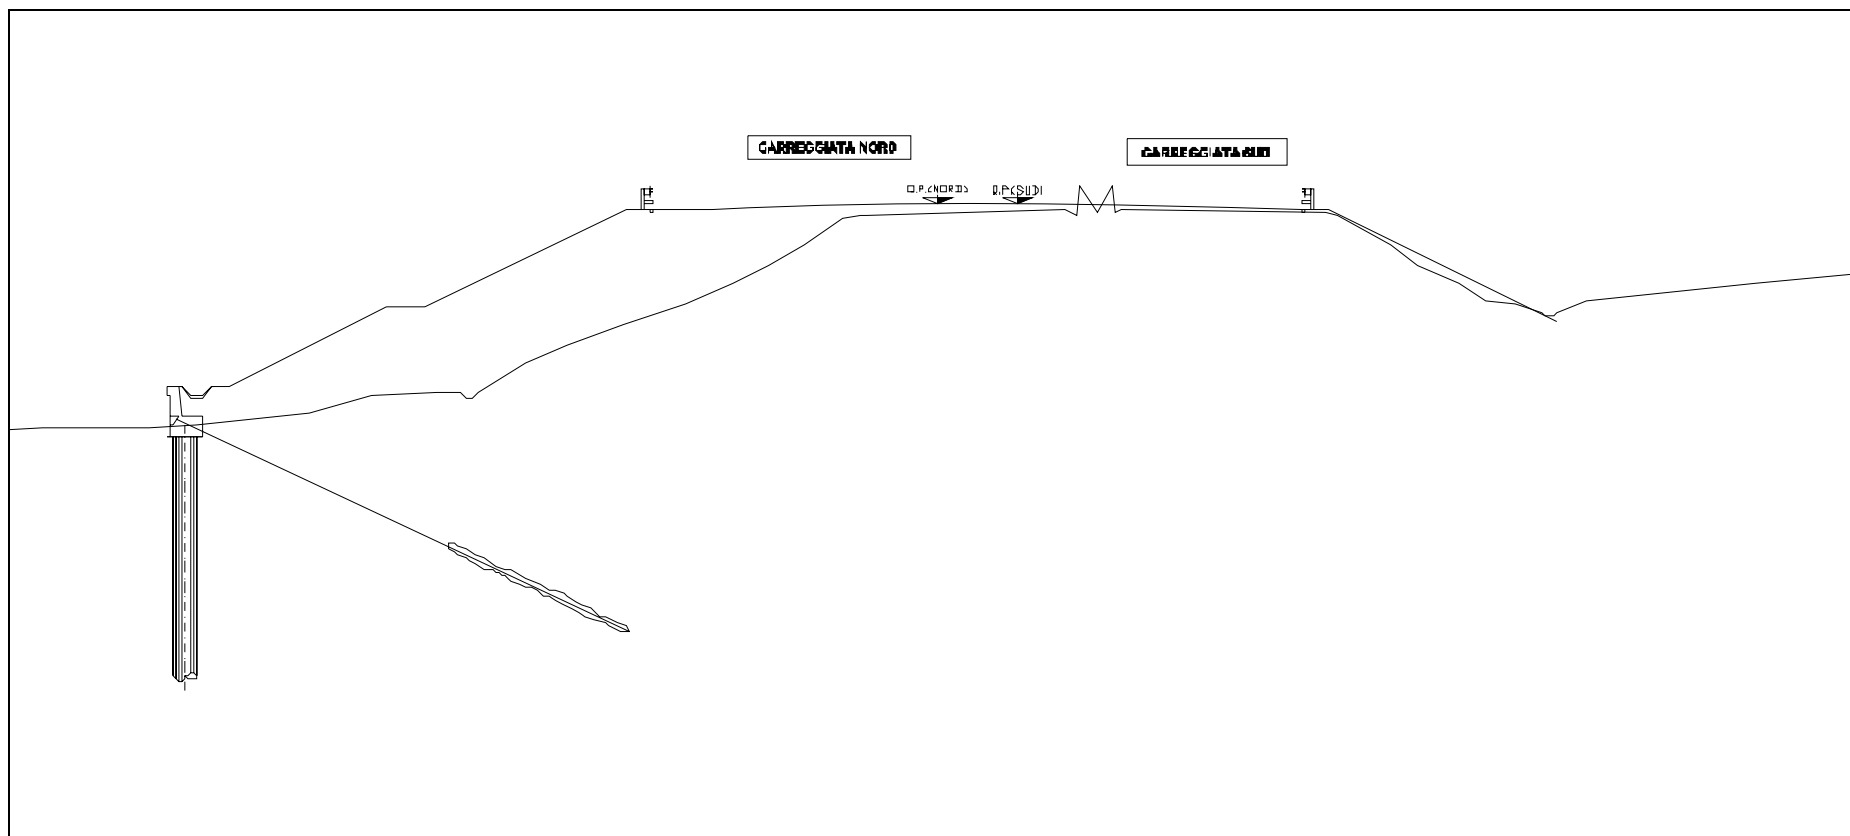 CARREGGIATA NORD
CARREGGIATA SUD
Q.P.(NORD)
Q.P.(SUD)